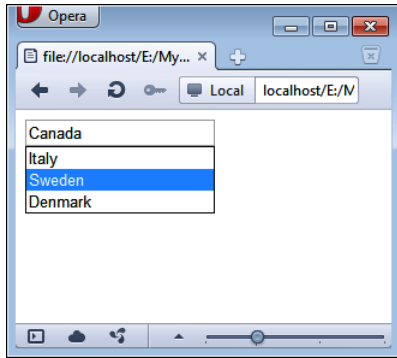 Opera
file://localhost/E:/My...
Local localhost/E:/M
Canada
Italy
Sweden
Denmark